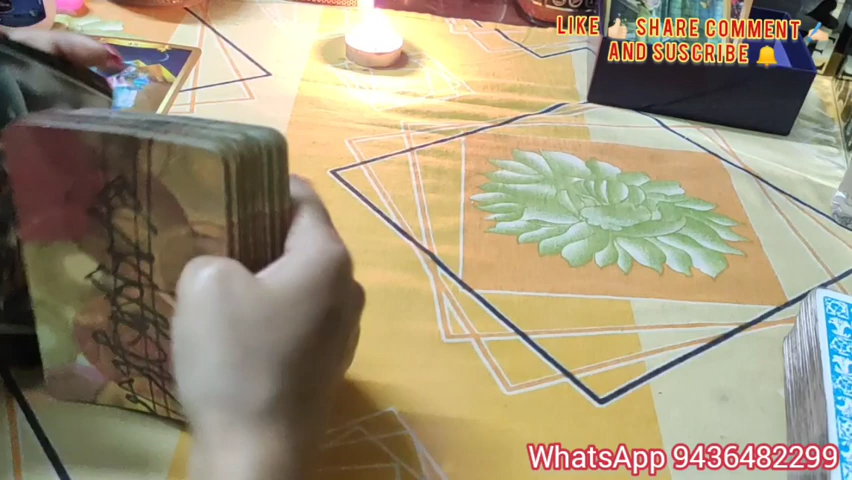 LIKE 👍🏻 SHARE COMMENT ✍🏻
AND SUSCRIBE 🔔
WhatsApp 9436482299